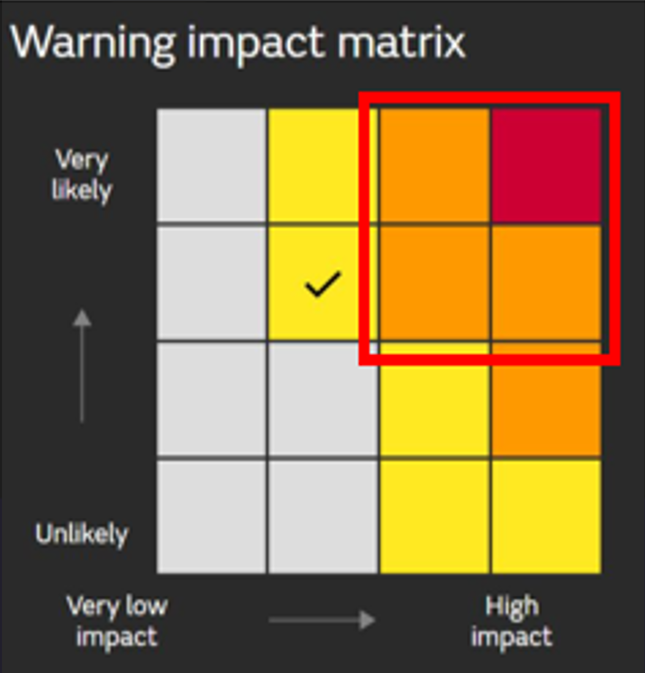 Warning impact matrix
Very
likely
Unlikely
Very low
impact
High
impact